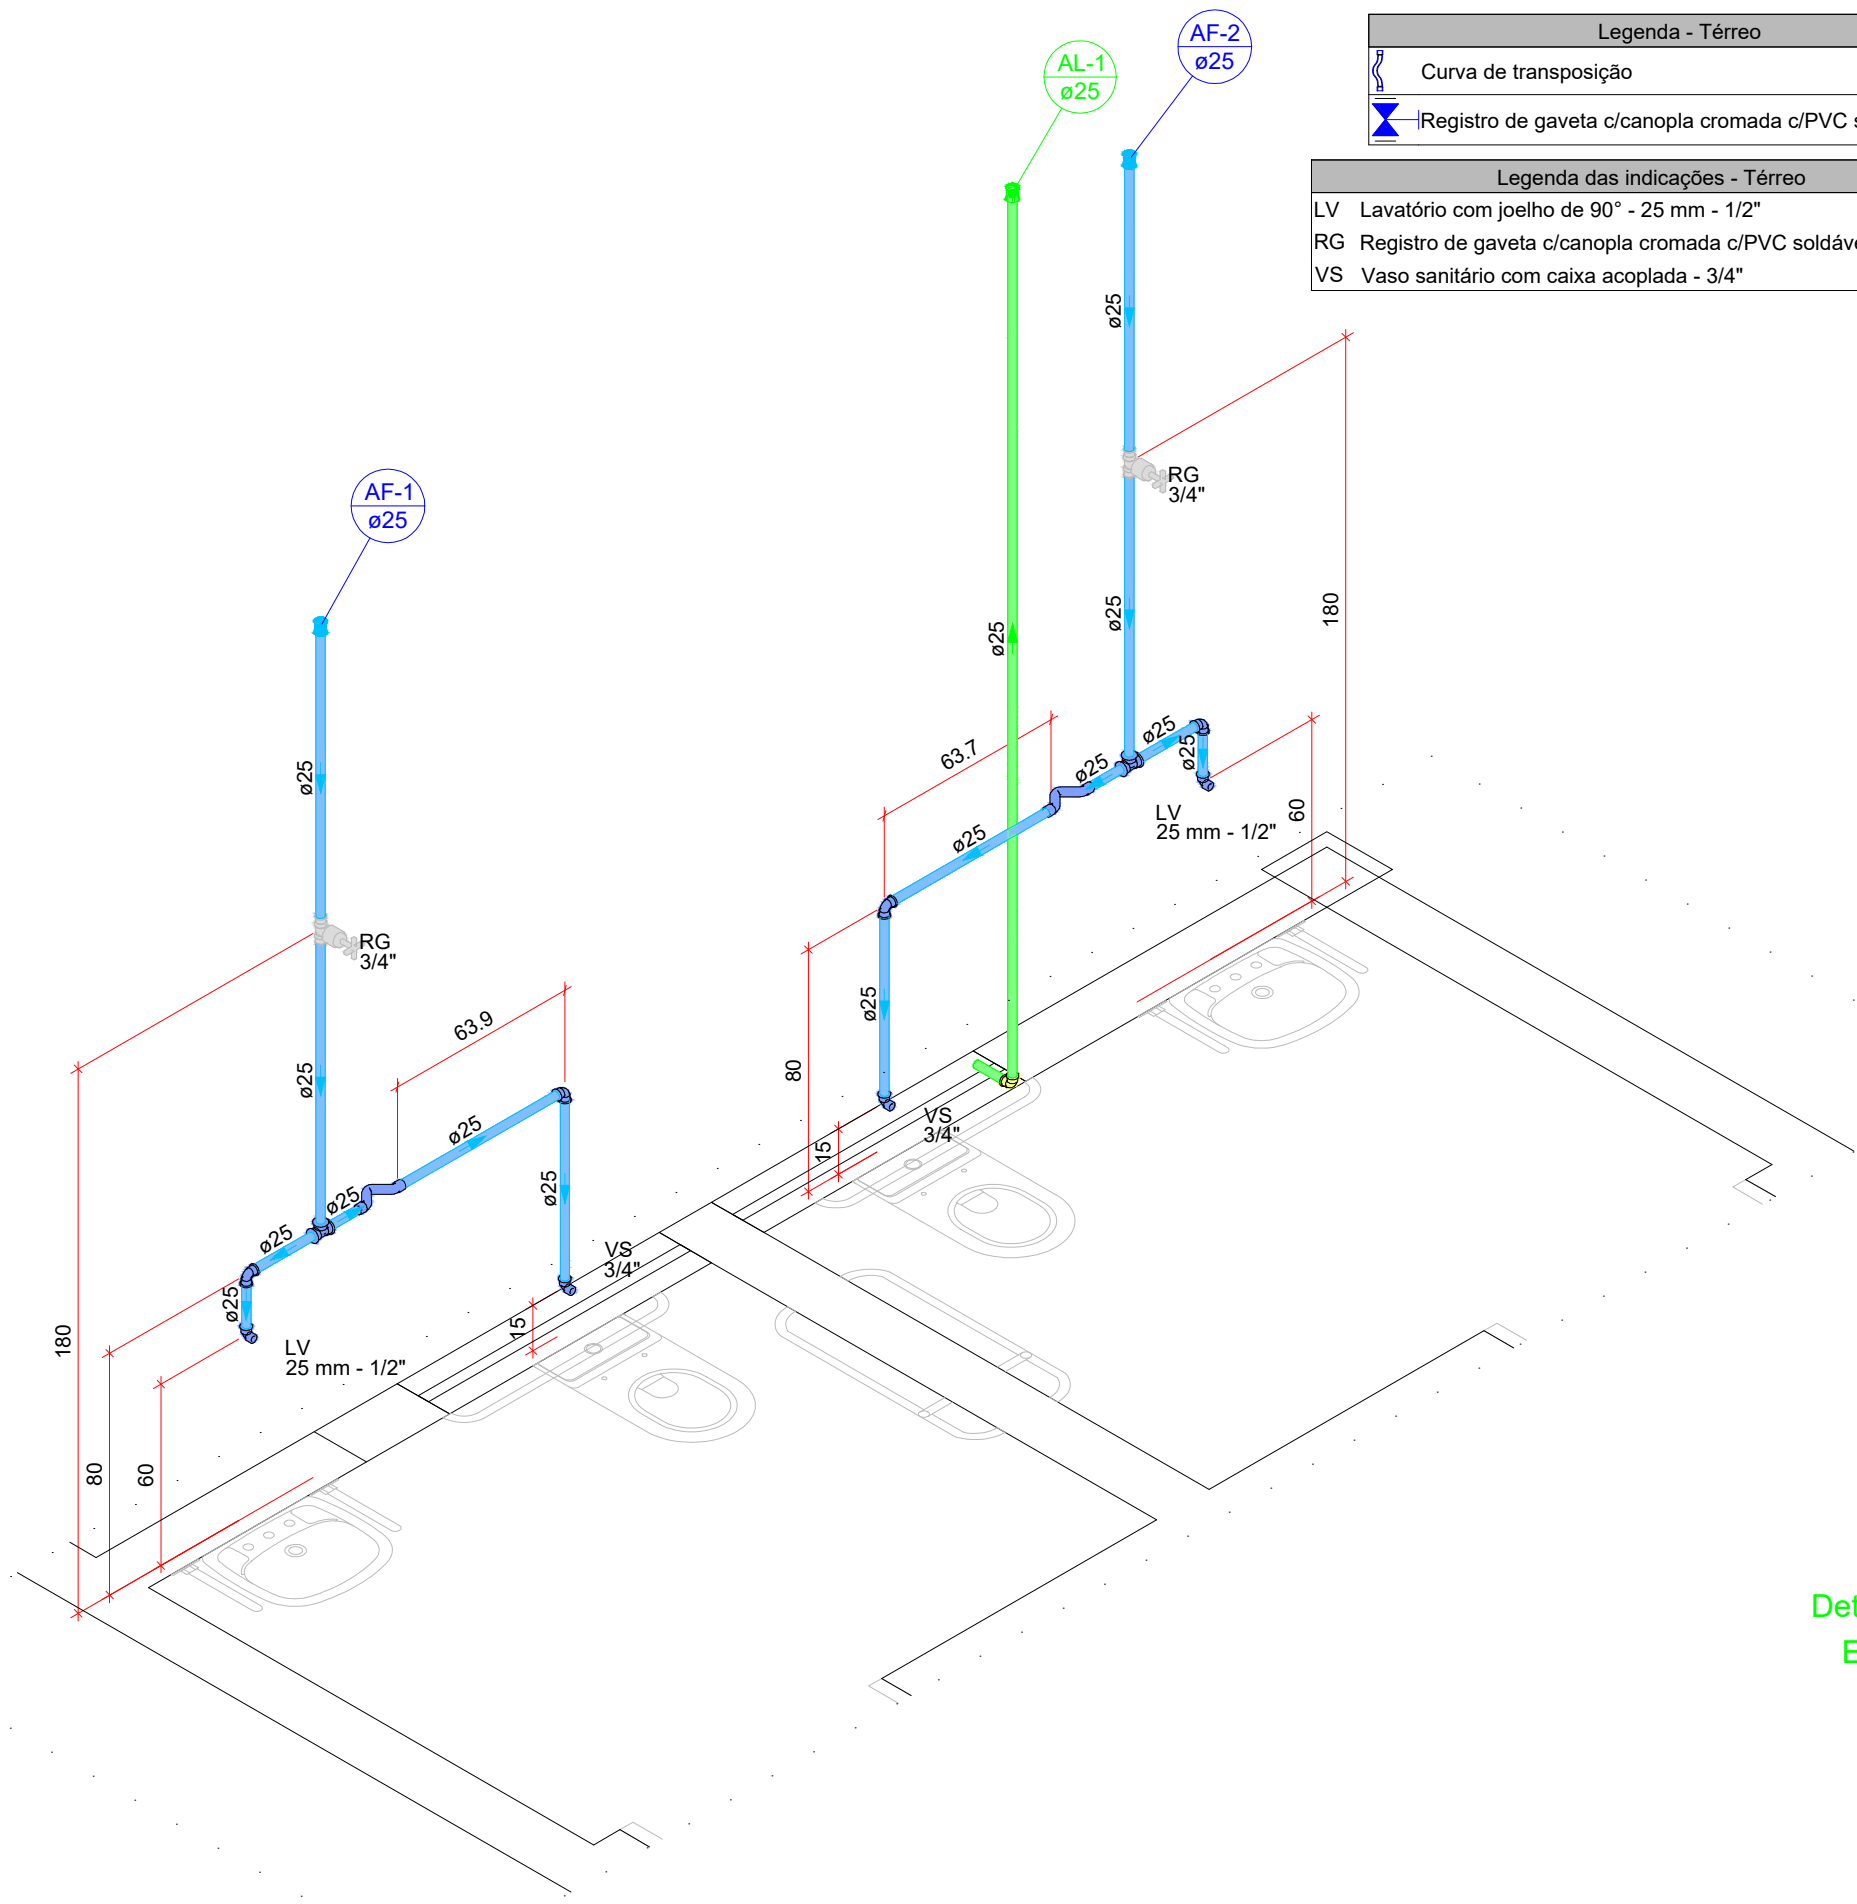 Legenda - Térreo
Curva de transposição
Registro de gaveta c/canopla cromada c/PVC
Legenda das indicações - Térreo
LV Lavatório com joelho de 90° - 25 mm - 1/2"
RG Registro de gaveta c/canopla cromada c/PVC
VS Vaso sanitário com caixa acoplada - 3/4"
AF-2
ø25
AL-1
ø25
ø25
RG
3/4"
180
AF-1
ø25
ø25
ø25
ø25
63.7
ø25
ø25
ø25
ø25
LV
25 mm - 1/2"
60
ø25
RG
3/4"
63.9
ø25
80
ø25
VS
3/4"
15
ø25
ø25
ø25
ø25
ø25
VS
3/4"
15
LV
25 mm - 1/2"
180
80
60